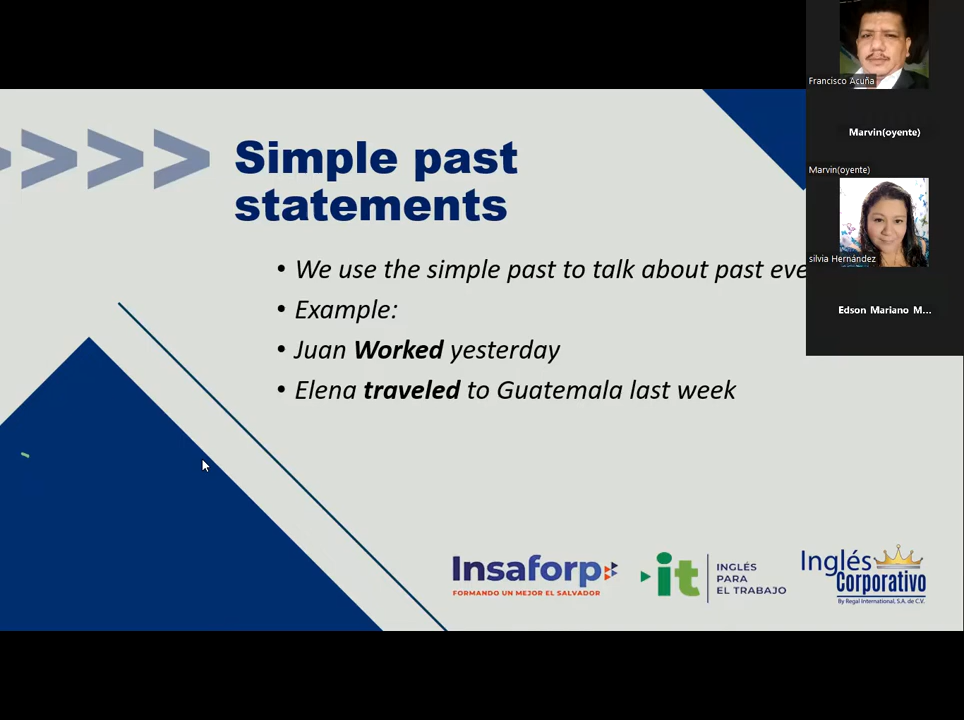 Simple past
statements
• We use the simple past to talk about past eve
• Example:
• Juan Worked yesterday
• Elena traveled to Guatemala last week
Insaforp
FORMANDO UN MEJOR EL SALVADOR
it
INGLÉS
PARA
EL TRABAJO
Inglés
Corporativo
By Regal International, S.A. de C.V.
Francisco Acuña
Marvin(oyente)
Marvin(oyente)
silvia Hernández
Edson Mariano M...